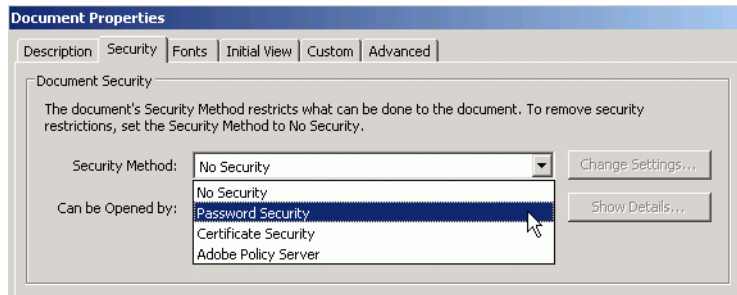 Document Properties
Description Security Fonts Initial View Custom Advanced
Document Security
The document's Security Method restricts what can be done to the document. To remove security
restrictions, set the Security Method to No Security.
Security Method: No Security Change Settings...
No Security
Can be Opened by: Password Security Show Details...
Certificate Security
Adobe Policy Server